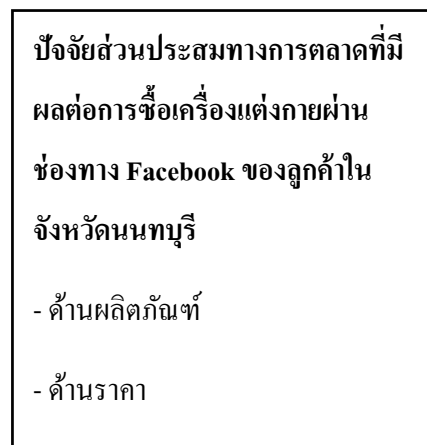 ปัจจัยส่วนประสมทางการตลาดที่มี
ผลต่อการซื้อเครื่องแต่งกายผ่าน
ช่องทาง Facebook ของลูกค้าใน
จังหวัดนนทบุรี
- ด้านผลิตภัณฑ์
- ด้านราคา